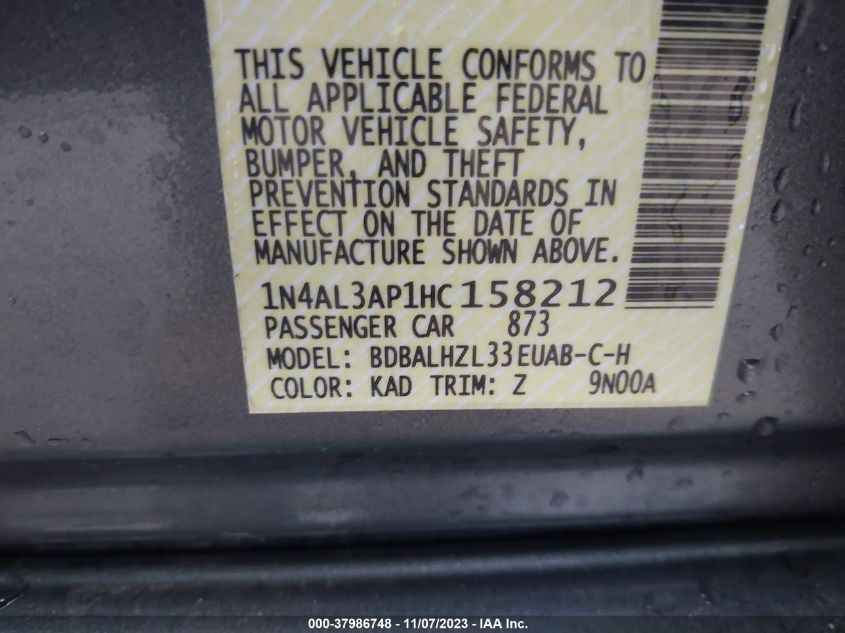 THIS VEHICLE CONFORMS TO
ALL APPLICABLE FEDERAL
MOTOR VEHICLE SAFETY,
BUMPER, AND THEFT
PREVENTION STANDARDS IN
EFFECT ON THE DATE OF
MANUFACTURE SHOWN ABOVE.
1N4AL3AP1HC158212
PASSENGER CAR 873
MODEL: BDBALHZL33EUAB-C-H
COLOR: KAD TRIM: Z 9N00A
000-37986748 - 11/07/2023 - IAA Inc.